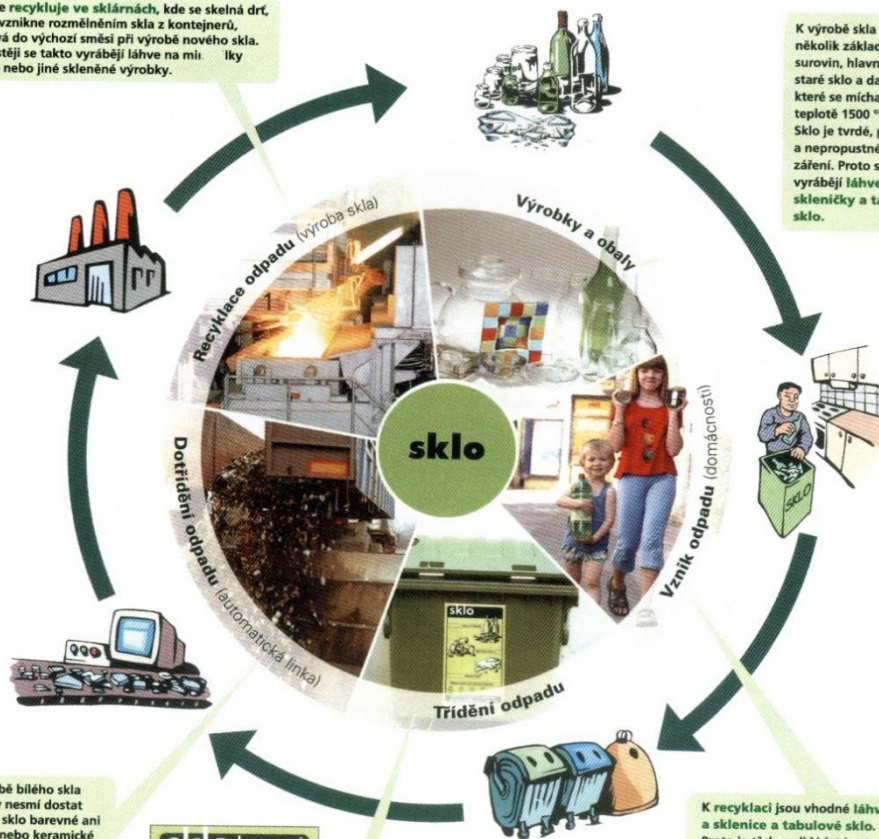 e recykluje ve sklárnách, kde se skelná drť,
vznikne rozmělněním skla z kontejnerů,
vá do výchozí směsi při výrobě nového skla.
stěji se takto vyrábějí láhve na lky
nebo jiné skleněné výrobky.
K výrobě skla
několik základ
surovin, hlavn
staré sklo a da
které se mícha
teplotě 1500 °
Sklo je tvrdé, p
a nepropustné
záření. Proto s
vyrábějí láhve
skleničky a ta
sklo.
Recyklace odpadu (výroba skla)
Výrobky a obaly
sklo
Vznik odpadu (domácnosti)
SKLO
Dotřídění odpadu (automatická linka)
sklo
Třídění odpadu
bě bílého skla
nesmí dostat
sklo barevné ani
nebo keramické
K recyklaci jsou vhodné láhv
a sklenice a tabulové sklo.